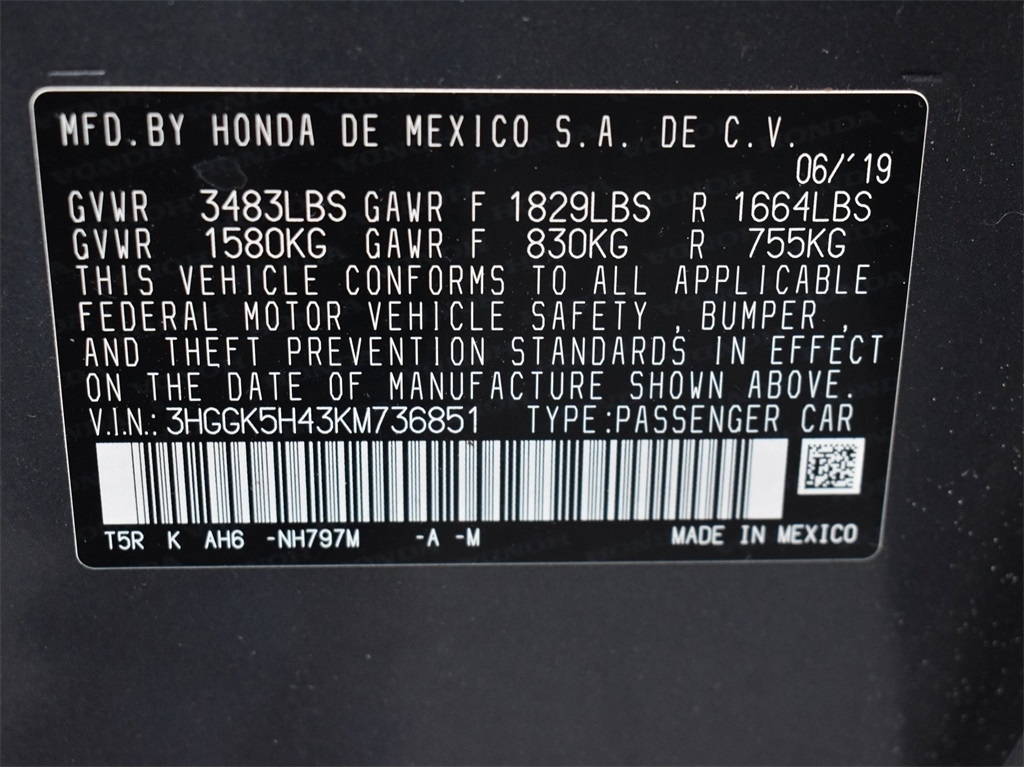 MFD. BY HONDA DE MEXICO S.A. DE C.V.
06/'19
GVWR 3483LBS GAWR F 1829LBS R 1664LBS
GVWR 1580KG GAWR F 830KG R 755KG
THIS VEHICLE CONFORMS TO ALL APPLICABLE
FEDERAL MOTOR VEHICLE SAFETY , BUMPER ,
AND THEFT PREVENTION STANDARDS IN EFFECT
ON THE DATE OF MANUFACTURE SHOWN ABOVE.
V.I.N.: 3HGGK5H43KM736851 TYPE:PASSENGER CAR
T5R K AH6 -NH797M -A -M MADE IN MEXICO